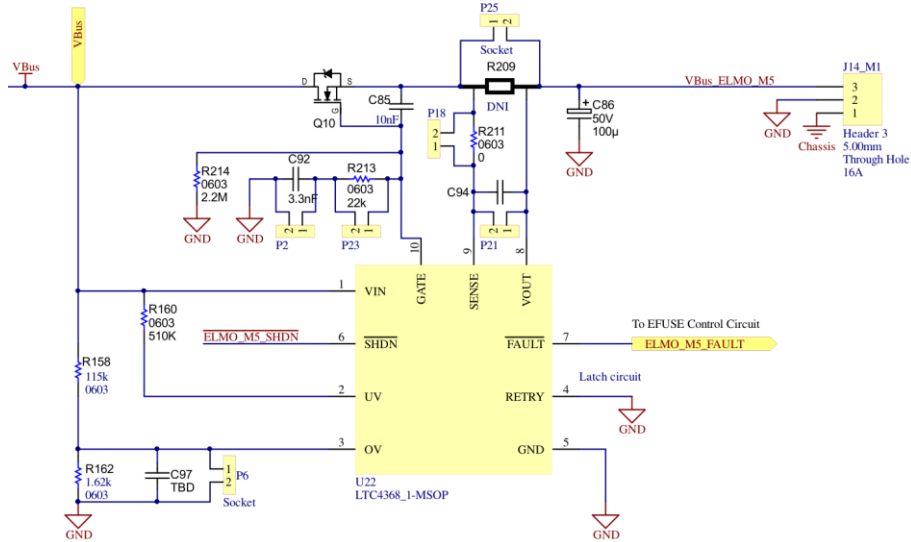 P25
1 2
Socket
VBus
VBus
R209
DNI
D
S
G
Q10
C85
10nF
P18
2
1
R211
0603
0
C86
50V
100µ
+
GND
VBus_ELMO_M5
J14_M1
3
2
1
GND
Chassis
Header 3
5.00mm
Through Hole
16A
R214
0603
2.2M
GND
GND
C92
3.3nF
R213
0603
22k
2 1
P2
2 1
P23
C94
2 1
P21
10
9
8
GATE
SENSE
VOUT
1
VIN
R160
0603
510K
ELMO_M5_SHDN
6
SHDN
FAULT
7
To EFUSE Control Circuit
ELMO_M5_FAULT
R158
115k
0603
2
UV
RETRY
4
Latch circuit
GND
3
OV
GND
5
R162
1.62k
0603
C97
TBD
1
2
P6
Socket
U22
LTC4368_1-MSOP
GND
GND